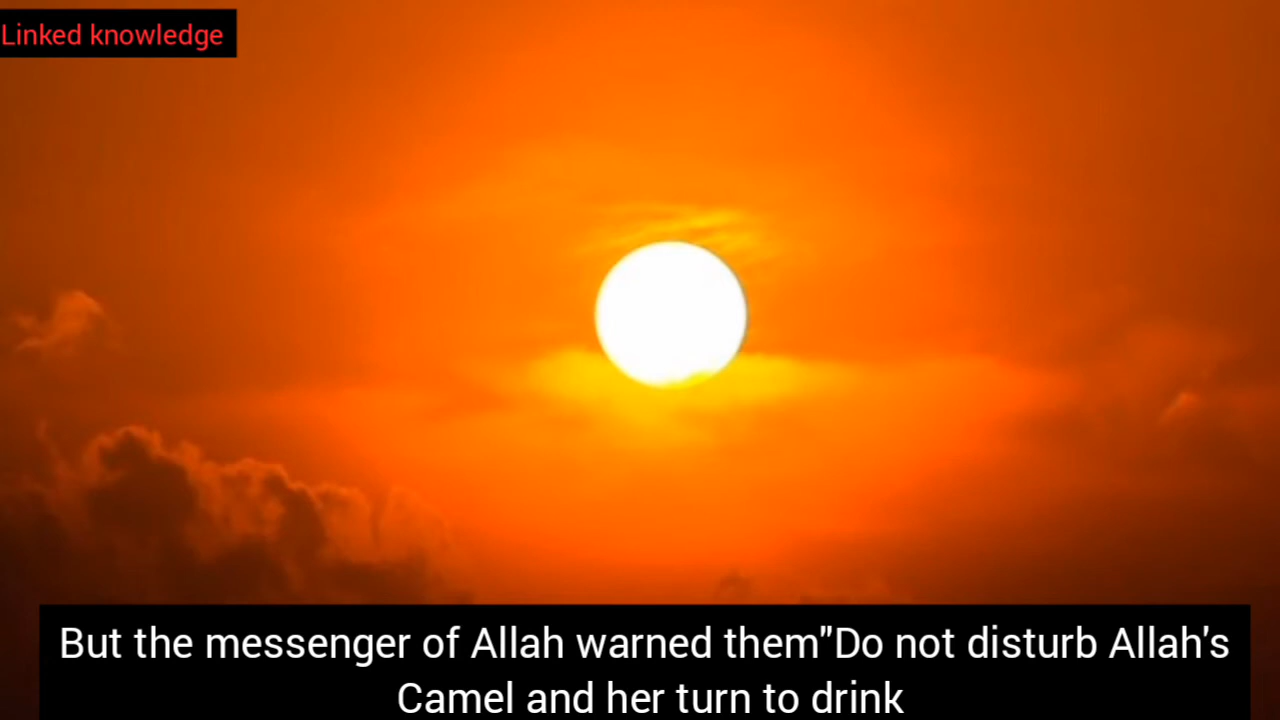 Linked knowledge
But the messenger of Allah warned them"Do not disturb Allah's
Camel and her turn to drink